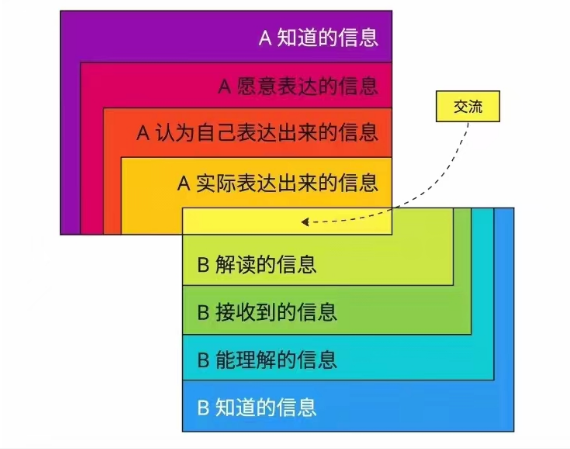 A 知道的信息
A 愿意表达的信息
交流
A 认为自己表达出来的信息
A 实际表达出来的信息
B 解读的信息
B 接收到的信息
B 能理解的信息
B 知道的信息